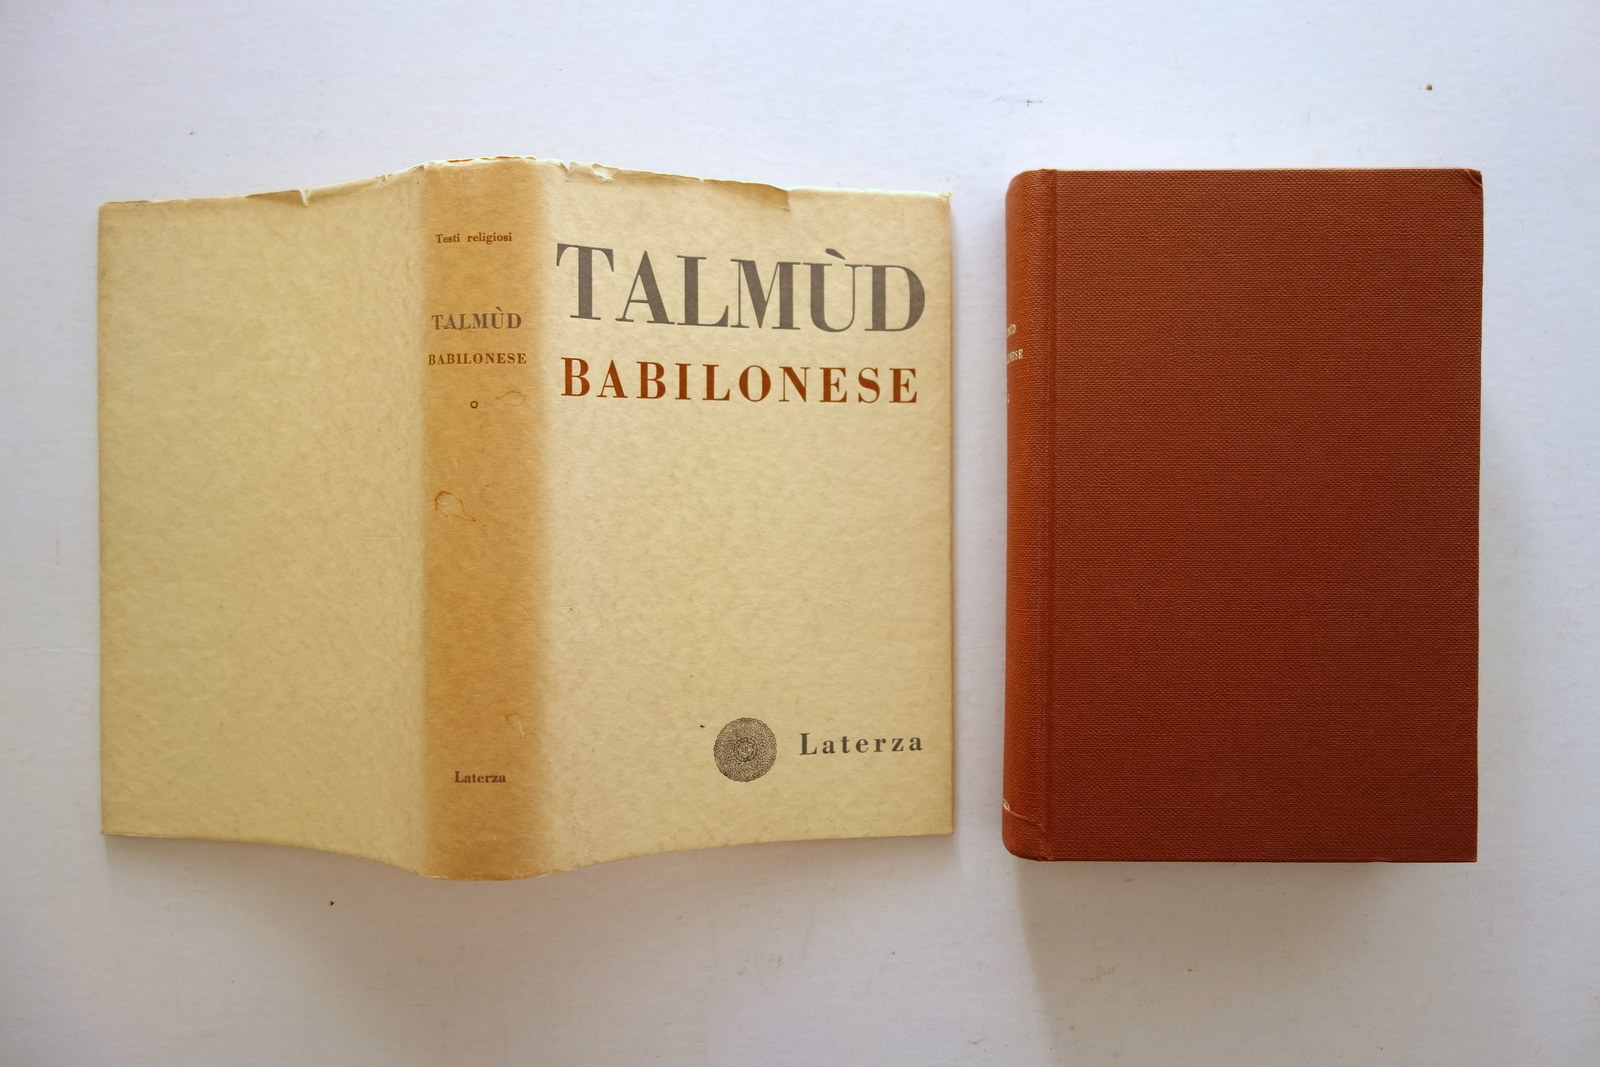 Testi religiosi
TALMÙD
BABILONESE
Laterza
TALMÙD
BABILONESE
Laterza